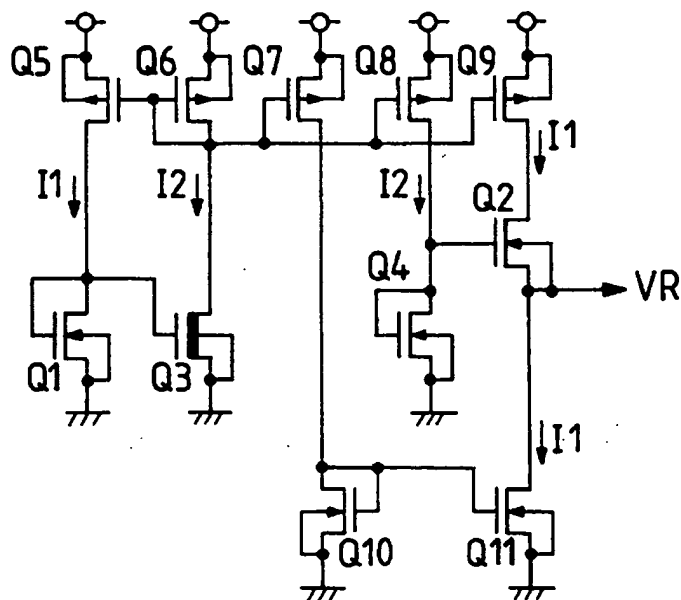 Q5 Q6 Q7 Q8 Q9
I1 I2 I2 I1
Q2
Q4
VR
Q1 Q3
I1
Q10 Q11